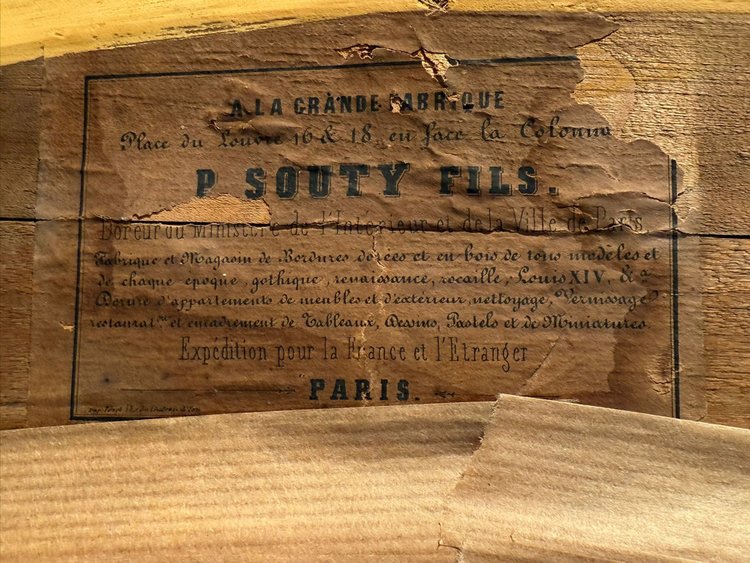 A LA GRANDE FABRIQUE
Place du Louvre 16 & 18, en face la Colonna
P. SOUTY FILS.
Doreur du Ministère de l'Intérieur et de la Ville de Paris
Fabrique et Magasin de Bordures dorées et en bois de tous modèles et
de chaque époque, gothique, renaissance, rocaille, Louis XIV, &a
Dorure d'appartements de meubles et d'extérieur, nettoyage, Vernissage
restauraton et encadrement de Tableaux, Dessins, Pastels et de Miniatures.
Expédition pour la France et l'Etranger
PARIS.